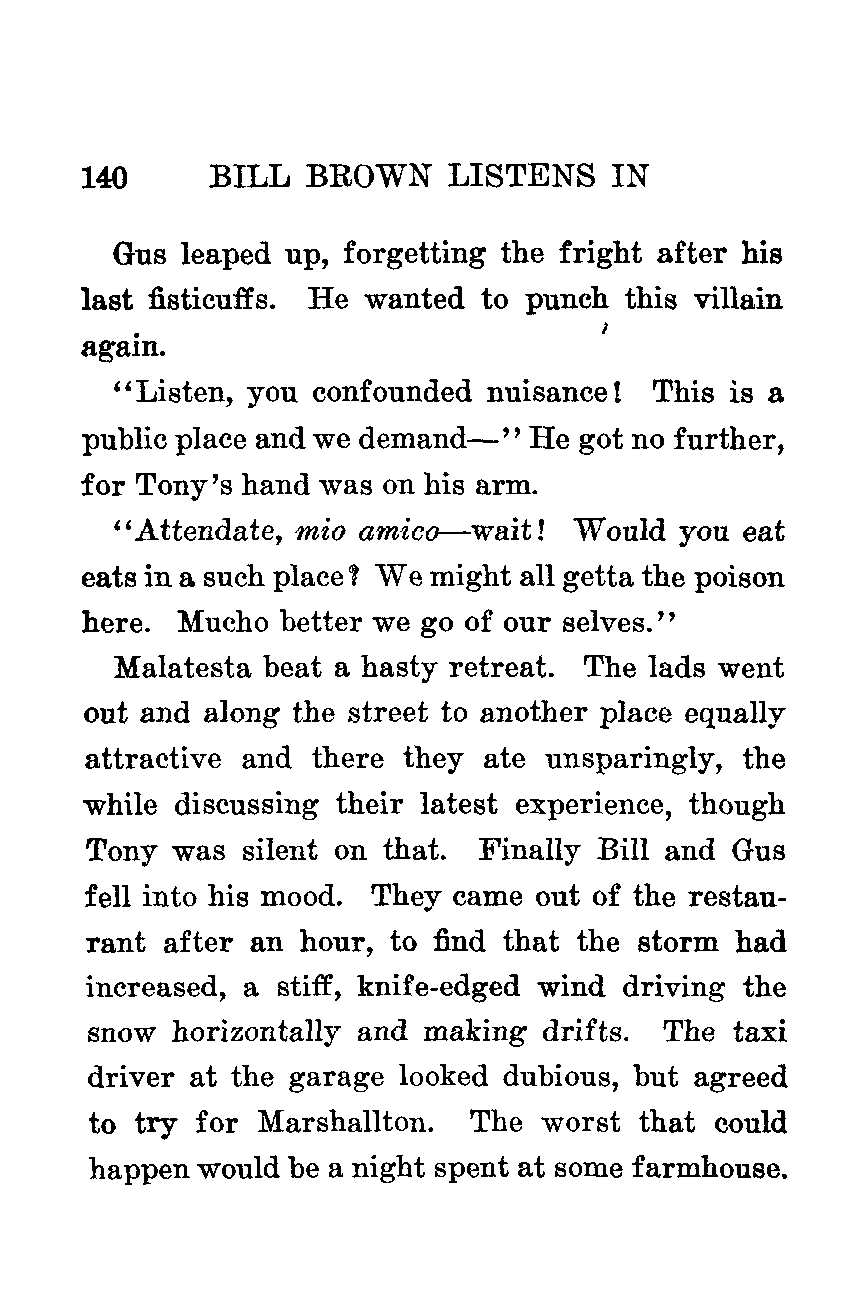 140 BILL BROWN LISTENS IN
Gus leaped up, forgetting the fright after his
last fisticuffs. He wanted to punch this villain
again.
"Listen, you confounded nuisance! This is a
public place and we demand—" He got no further,
for Tony's hand was on his arm.
"Attendate, mio amico—wait! Would you eat
eats in a such place? We might all getta the poison
here. Mucho better we go of our selves."
Malatesta beat a hasty retreat. The lads went
out and along the street to another place equally
attractive and there they ate unsparingly, the
while discussing their latest experience, though
Tony was silent on that. Finally Bill and Gus
fell into his mood. They came out of the restau-
rant after an hour, to find that the storm had
increased, a stiff, knife-edged wind driving the
snow horizontally and making drifts. The taxi
driver at the garage looked dubious, but agreed
to try for Marshallton. The worst that could
happen would be a night spent at some farmhouse.